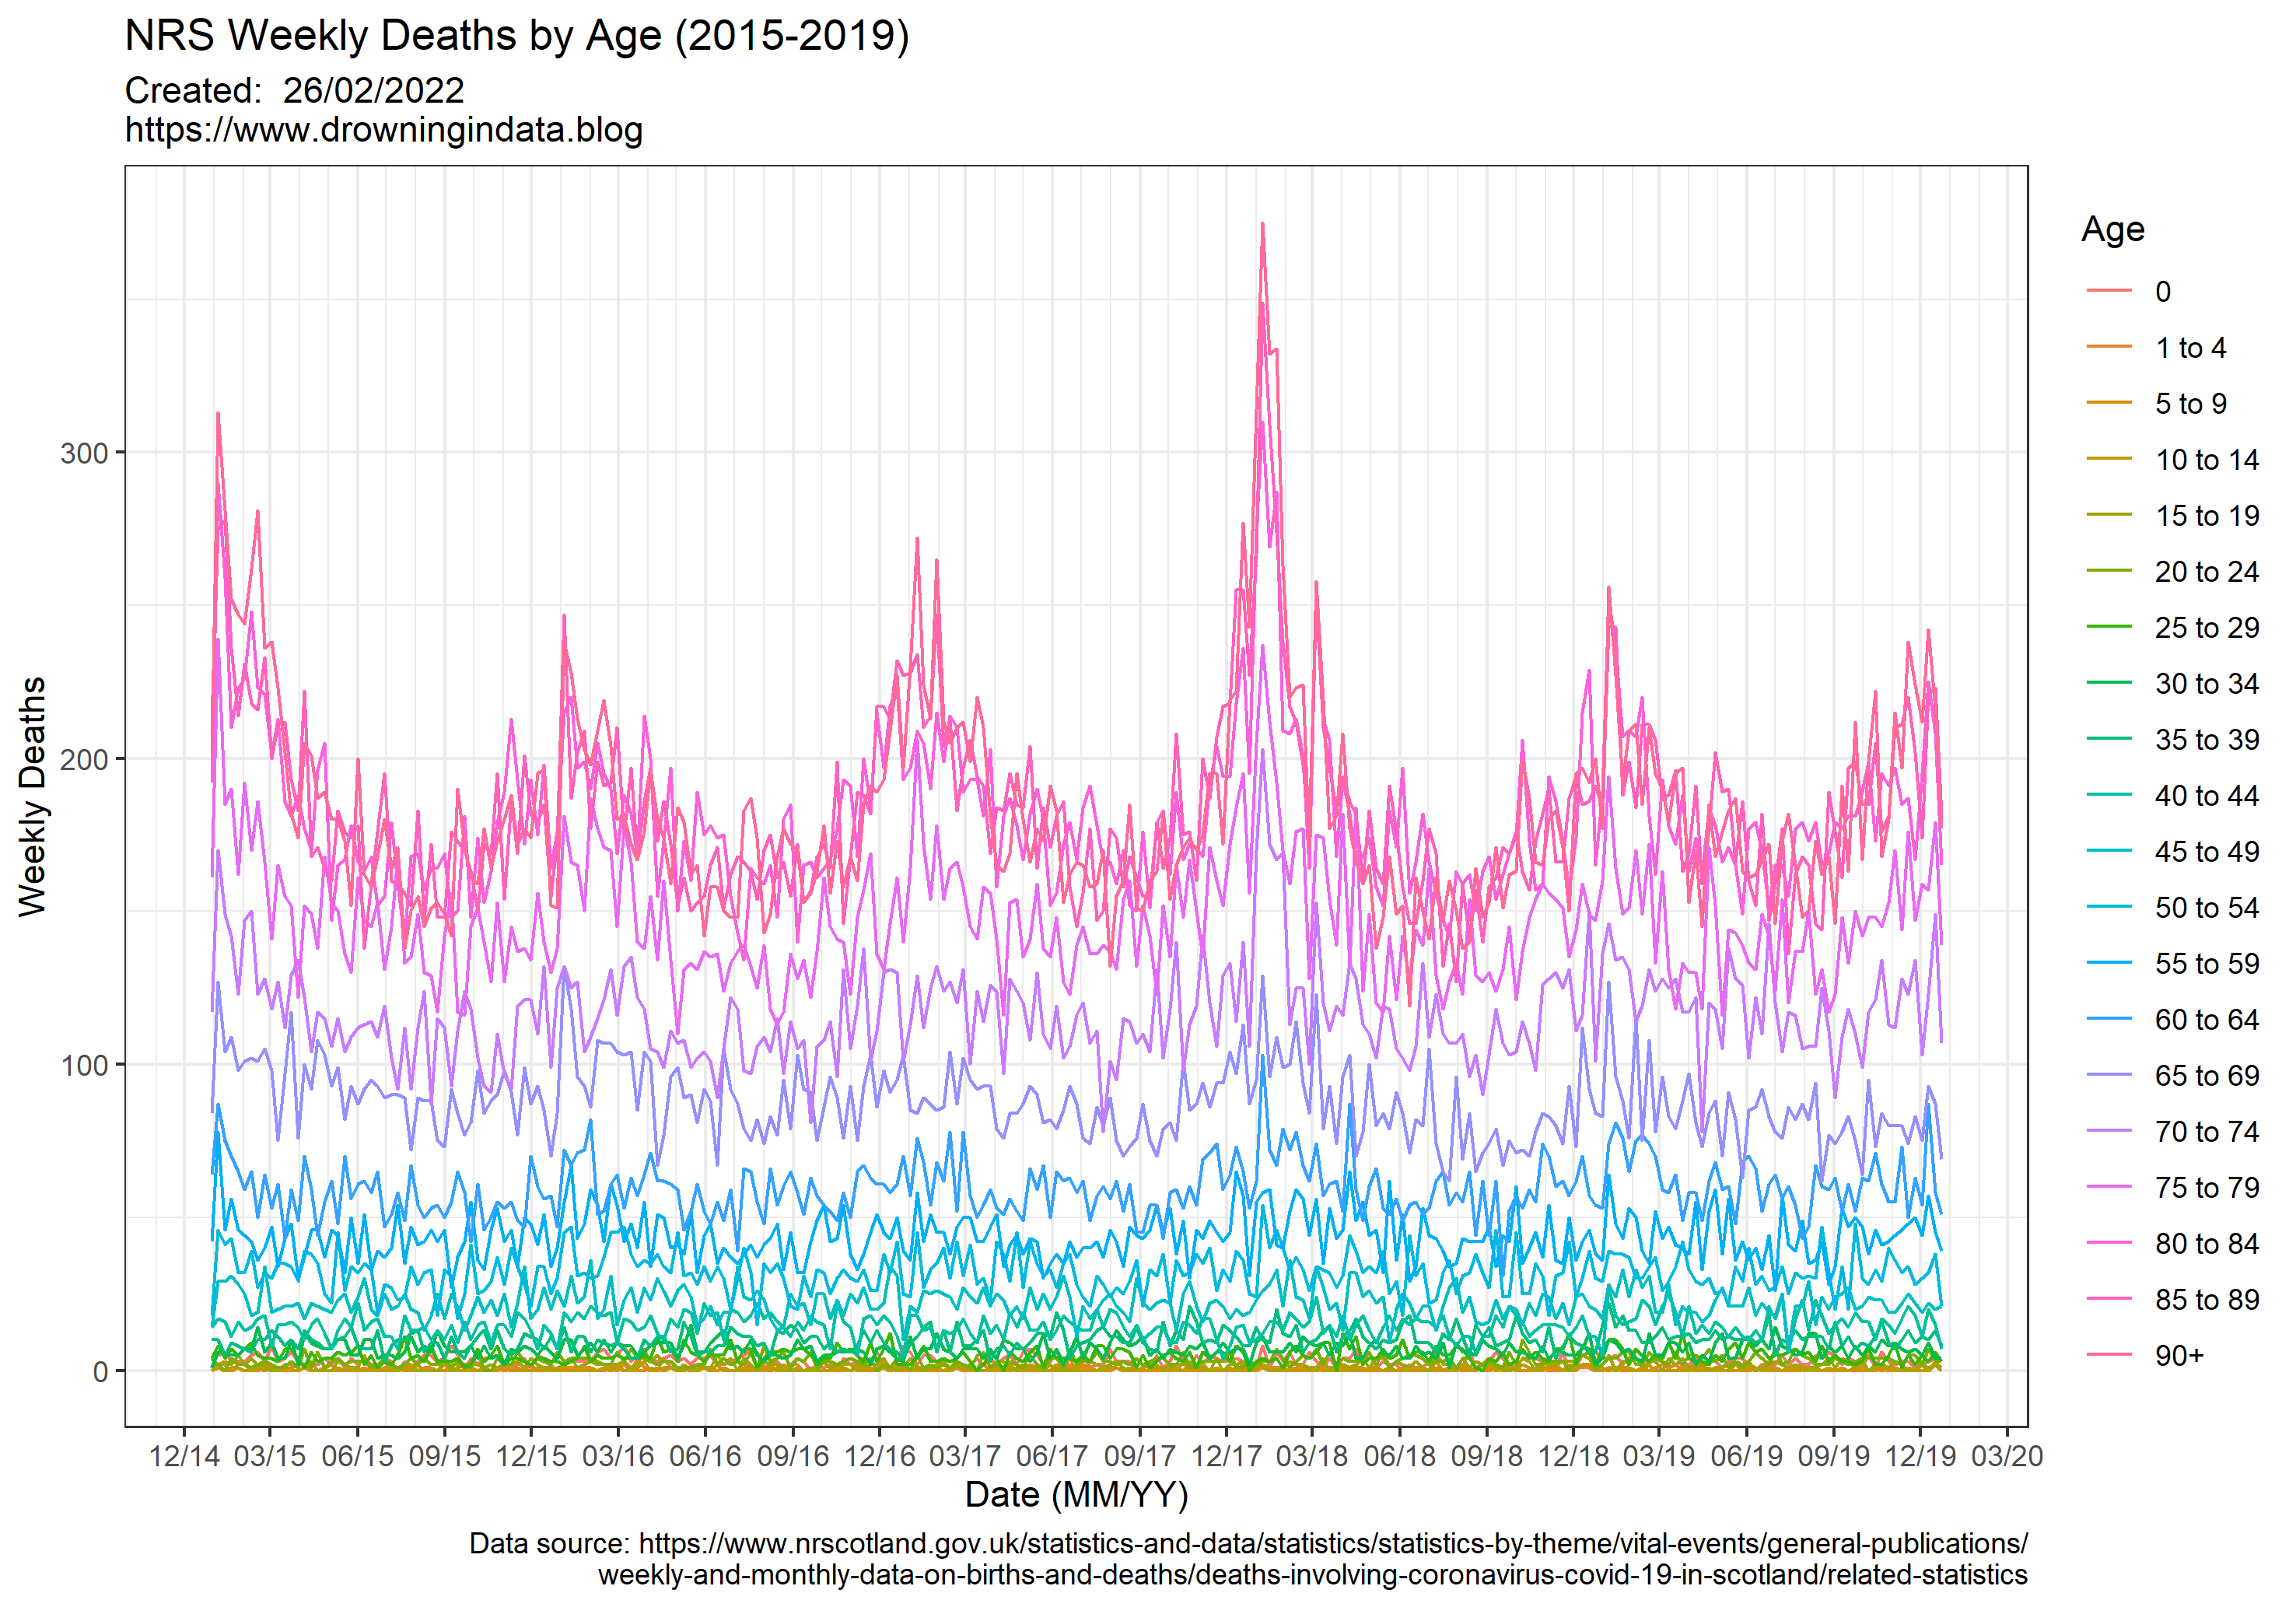 NRS Weekly Deaths by Age (2015-2019)
Created:  26/02/2022
https://www.drowningindata.blog
Weekly Deaths
300
200
100
0
12/14 03/15 06/15 09/15 12/15 03/16 06/16 09/16 12/16 03/17 06/17 09/17 12/17 03/18 06/18 09/18 12/18 03/19 06/19 09/19 12/19 03/20
Date (MM/YY)
Age
0
1 to 4
5 to 9
10 to 14
15 to 19
20 to 24
25 to 29
30 to 34
35 to 39
40 to 44
45 to 49
50 to 54
55 to 59
60 to 64
65 to 69
70 to 74
75 to 79
80 to 84
85 to 89
90+
Data source: https://www.nrscotland.gov.uk/statistics-and-data/statistics/statistics-by-theme/vital-events/general-publications/
weekly-and-monthly-data-on-births-and-deaths/deaths-involving-coronavirus-covid-19-in-scotland/related-statistics